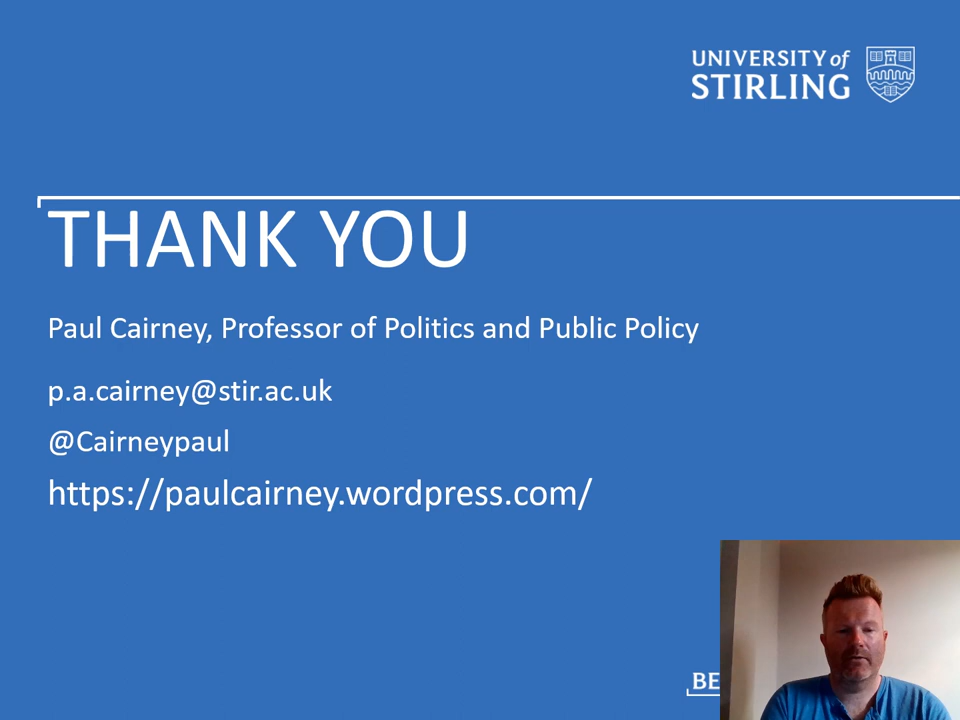 UNIVERSITY of
STIRLING
THANK YOU
Paul Cairney, Professor of Politics and Public Policy
p.a.cairney@stir.ac.uk
@Cairneypaul
https://paulcairney.wordpress.com/
BE